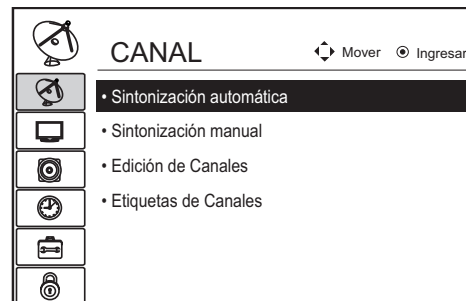 CANAL Mover Ingresar
• Sintonización automática
• Sintonización manual
• Edición de Canales
• Etiquetas de Canales